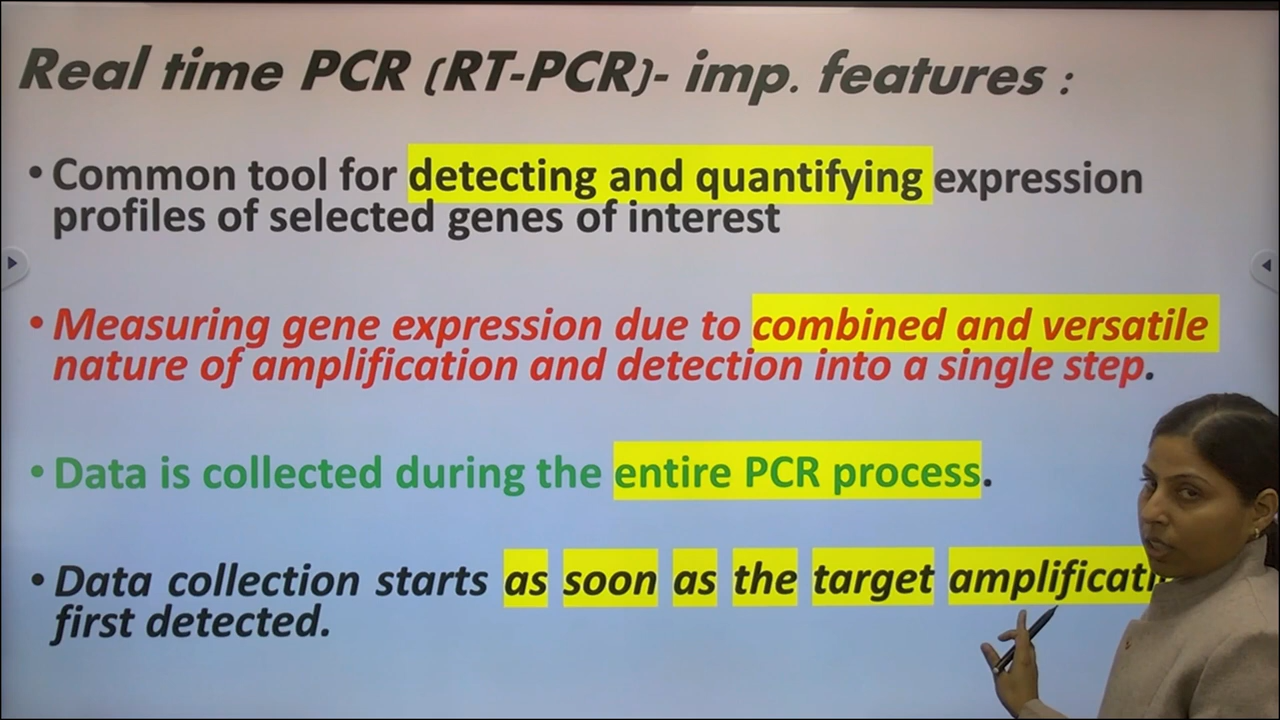 Real time PCR (RT-PCR)- imp. features :
• Common tool for detecting and quantifying expression
profiles of selected genes of interest
• Measuring gene expression due to combined and versatile
nature of amplification and detection into a single step.
• Data is collected during the entire PCR process.
• Data collection starts as soon as the target
first detected.